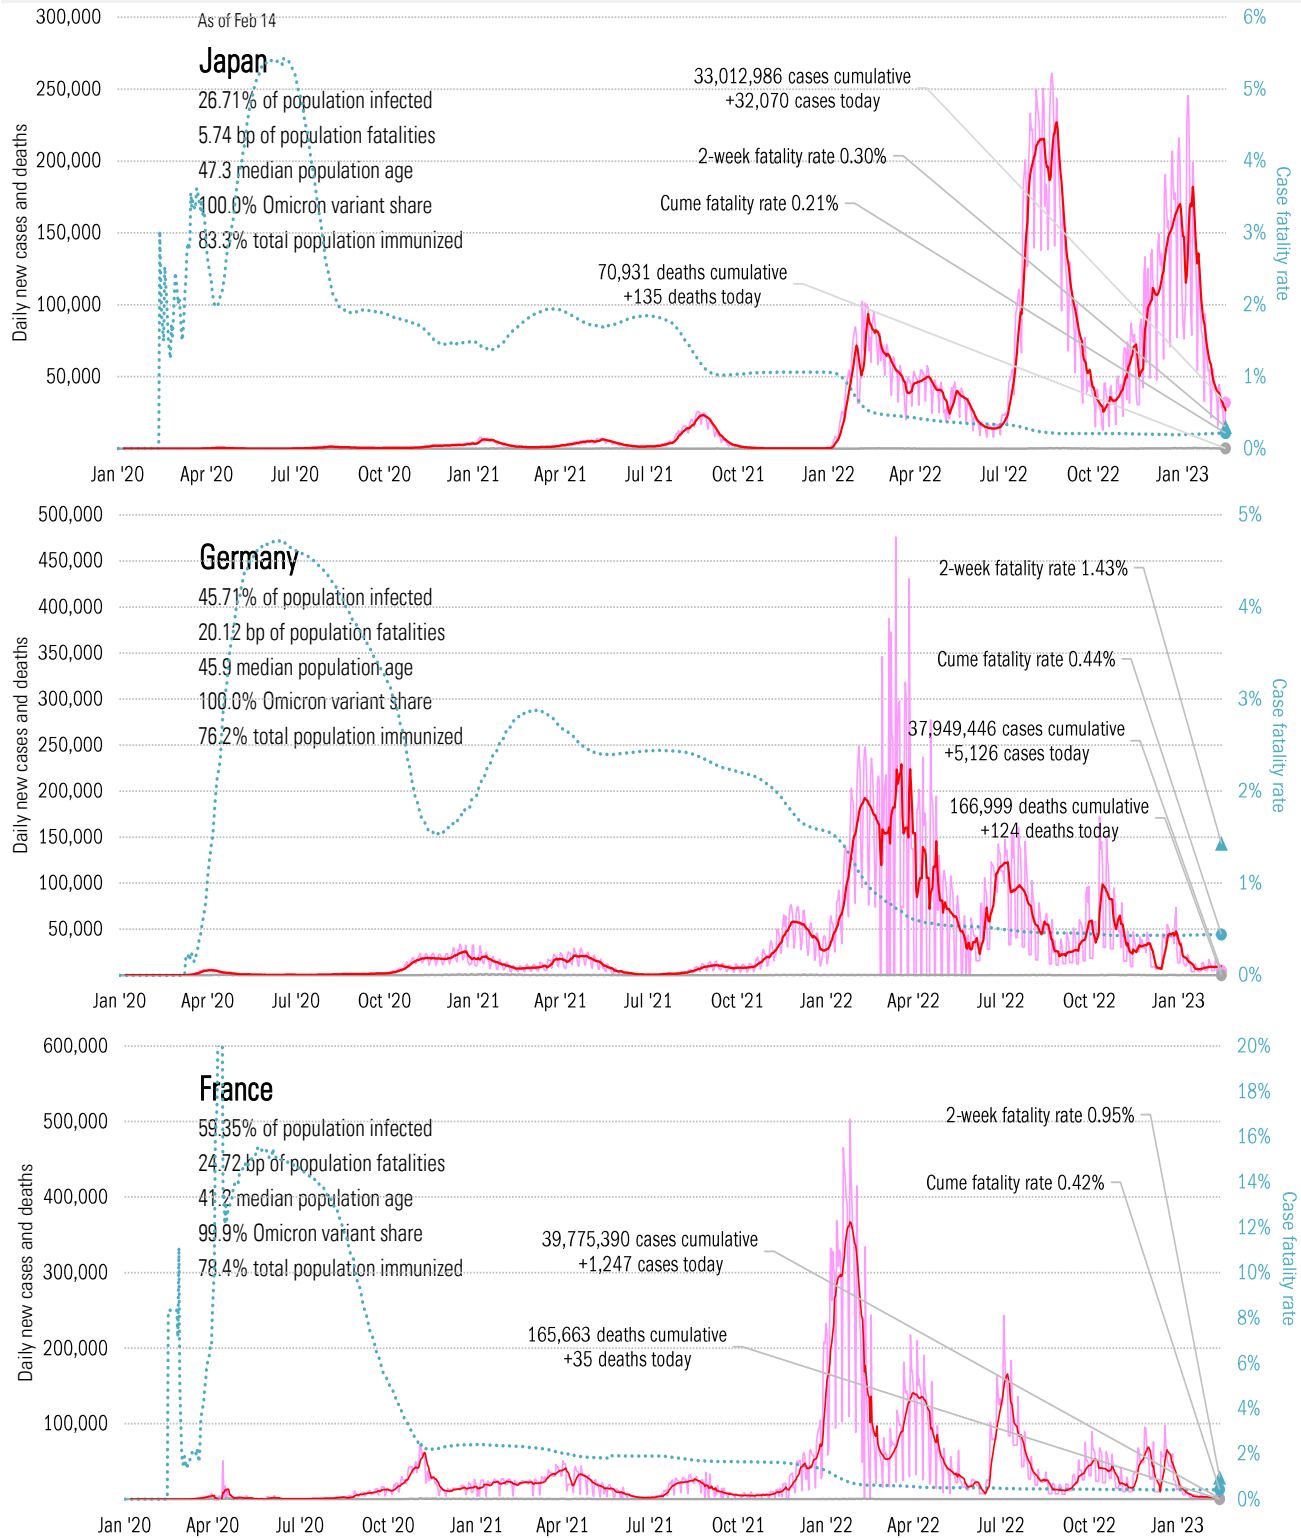 As of Feb 14
Japan
26.71% of population infected
5.74 bp of population fatalities
47.3 median population age
100.0% Omicron variant share
83.3% total population immunized
33,012,986 cases cumulative
+32,070 cases today
2-week fatality rate 0.30%
Cume fatality rate 0.21%
70,931 deaths cumulative
+135 deaths today
Daily new cases and deaths
300,000
250,000
200,000
150,000
100,000
50,000
Case fatality rate
6%
5%
4%
3%
2%
1%
0%
Jan '20 Apr '20 Jul '20 Oct '20 Jan '21 Apr '21 Jul '21 Oct '21 Jan '22 Apr '22 Jul '22 Oct '22 Jan '23
Germany
45.71% of population infected
20.12 bp of population fatalities
45.9 median population age
100.0% Omicron variant share
76.2% total population immunized
2-week fatality rate 1.43%
Cume fatality rate 0.44%
37,949,446 cases cumulative
+5,126 cases today
166,999 deaths cumulative
+124 deaths today
Daily new cases and deaths
500,000
450,000
400,000
350,000
300,000
250,000
200,000
150,000
100,000
50,000
Case fatality rate
5%
4%
3%
2%
1%
0%
Jan '20 Apr '20 Jul '20 Oct '20 Jan '21 Apr '21 Jul '21 Oct '21 Jan '22 Apr '22 Jul '22 Oct '22 Jan '23
France
59.35% of population infected
24.72 bp of population fatalities
41.2 median population age
99.9% Omicron variant share
78.4% total population immunized
2-week fatality rate 0.95%
Cume fatality rate 0.42%
39,775,390 cases cumulative
+1,247 cases today
165,663 deaths cumulative
+35 deaths today
Daily new cases and deaths
600,000
500,000
400,000
300,000
200,000
100,000
Case fatality rate
20%
18%
16%
14%
12%
10%
8%
6%
4%
2%
0%
Jan '20 Apr '20 Jul '20 Oct '20 Jan '21 Apr '21 Jul '21 Oct '21 Jan '22 Apr '22 Jul '22 Oct '22 Jan '23